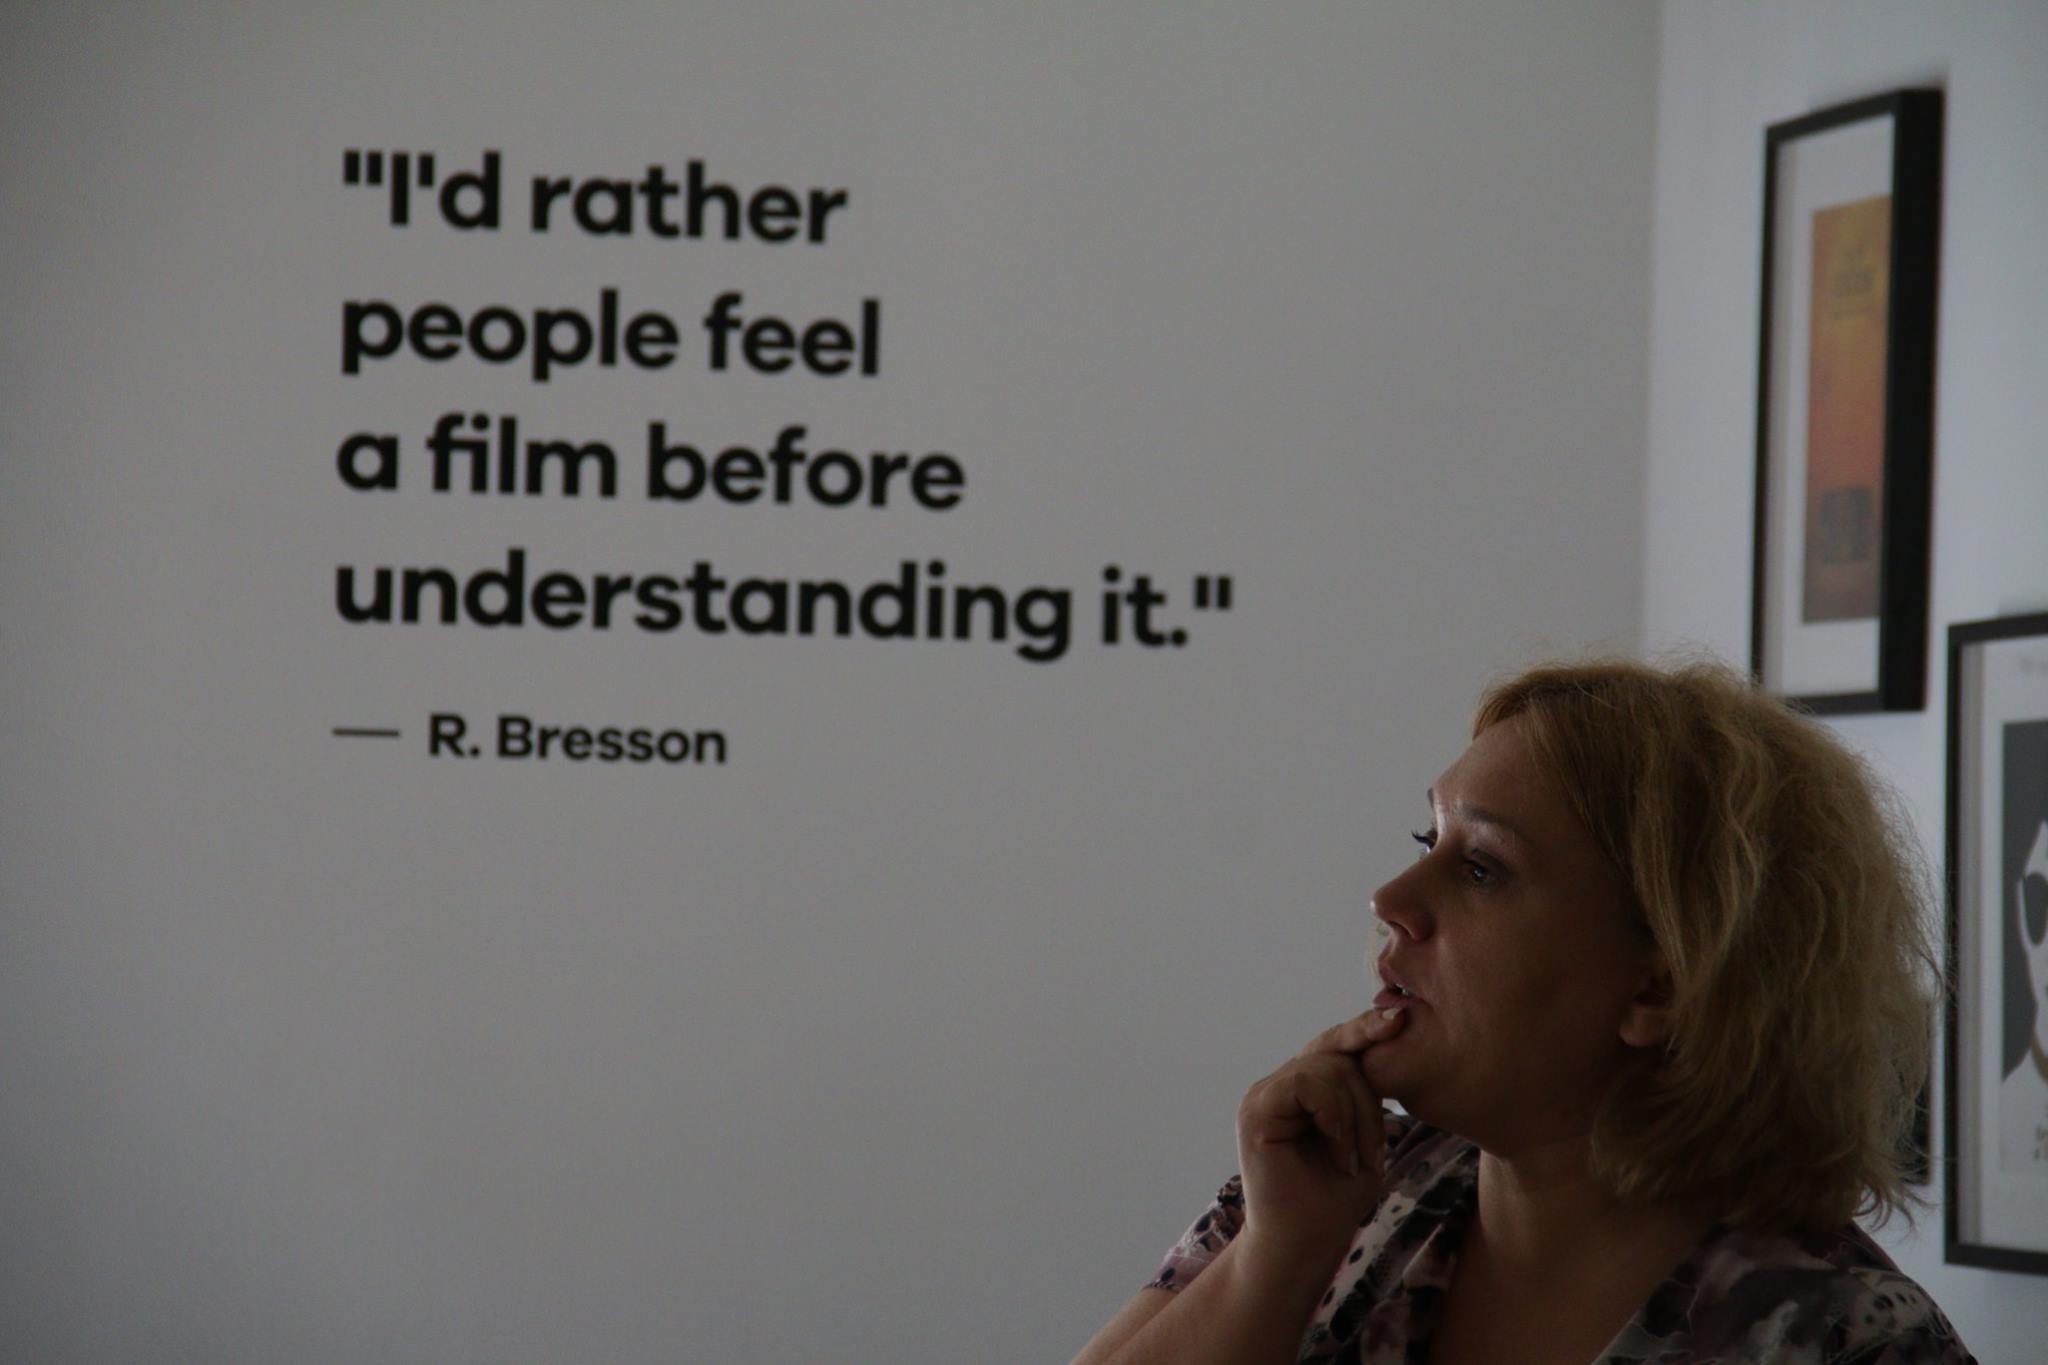 "I'd rather
people feel
a film before
understanding it."
— R. Bresson